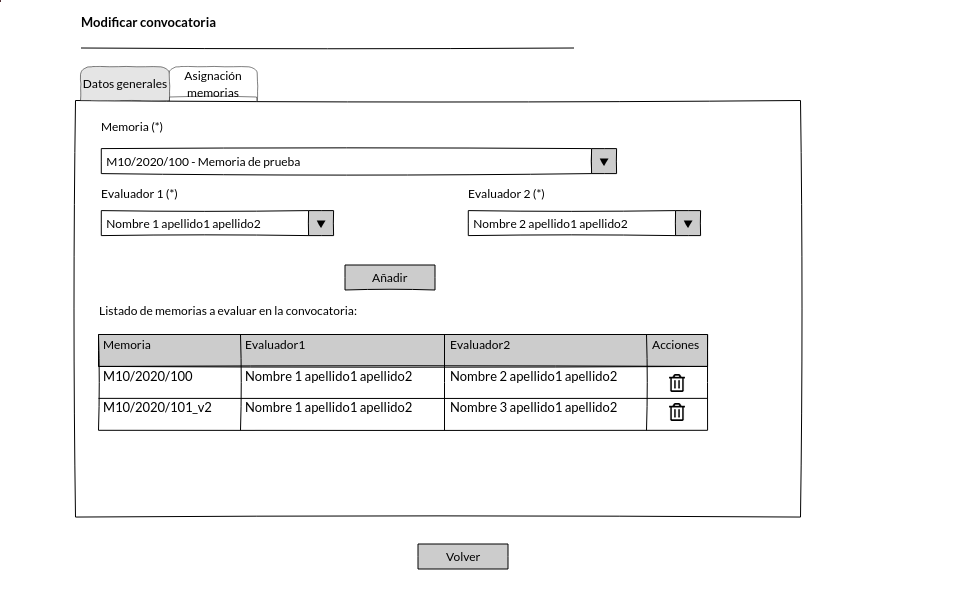 Modificar convocatoria
Datos generales
Asignación
memorias
Memoria (*)
M10/2020/100 - Memoria de prueba
Evaluador 1 (*)
Evaluador 2 (*)
Nombre 1 apellido1 apellido2
Nombre 2 apellido1 apellido2
Añadir
Listado de memorias a evaluar en la convocatoria:
Memoria Evaluador1 Evaluador2 Acciones
M10/2020/100 Nombre 1 apellido1 apellido2 Nombre 2 apellido1 apellido2
M10/2020/101_v2 Nombre 1 apellido1 apellido2 Nombre 3 apellido1 apellido2
Volver